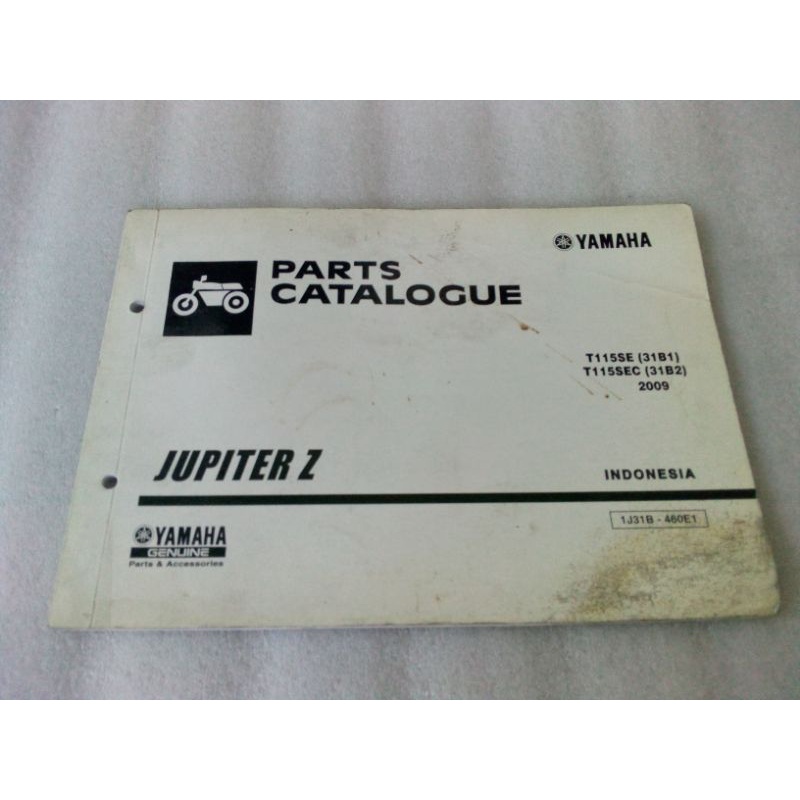 PARTS
CATALOGUE
YAMAHA
T115SE (31B1)
T115SEC (31B2)
2009
JUPITER Z
INDONESIA
1J31B - 460E1
YAMAHA
GENUINE
Parts & Accessories